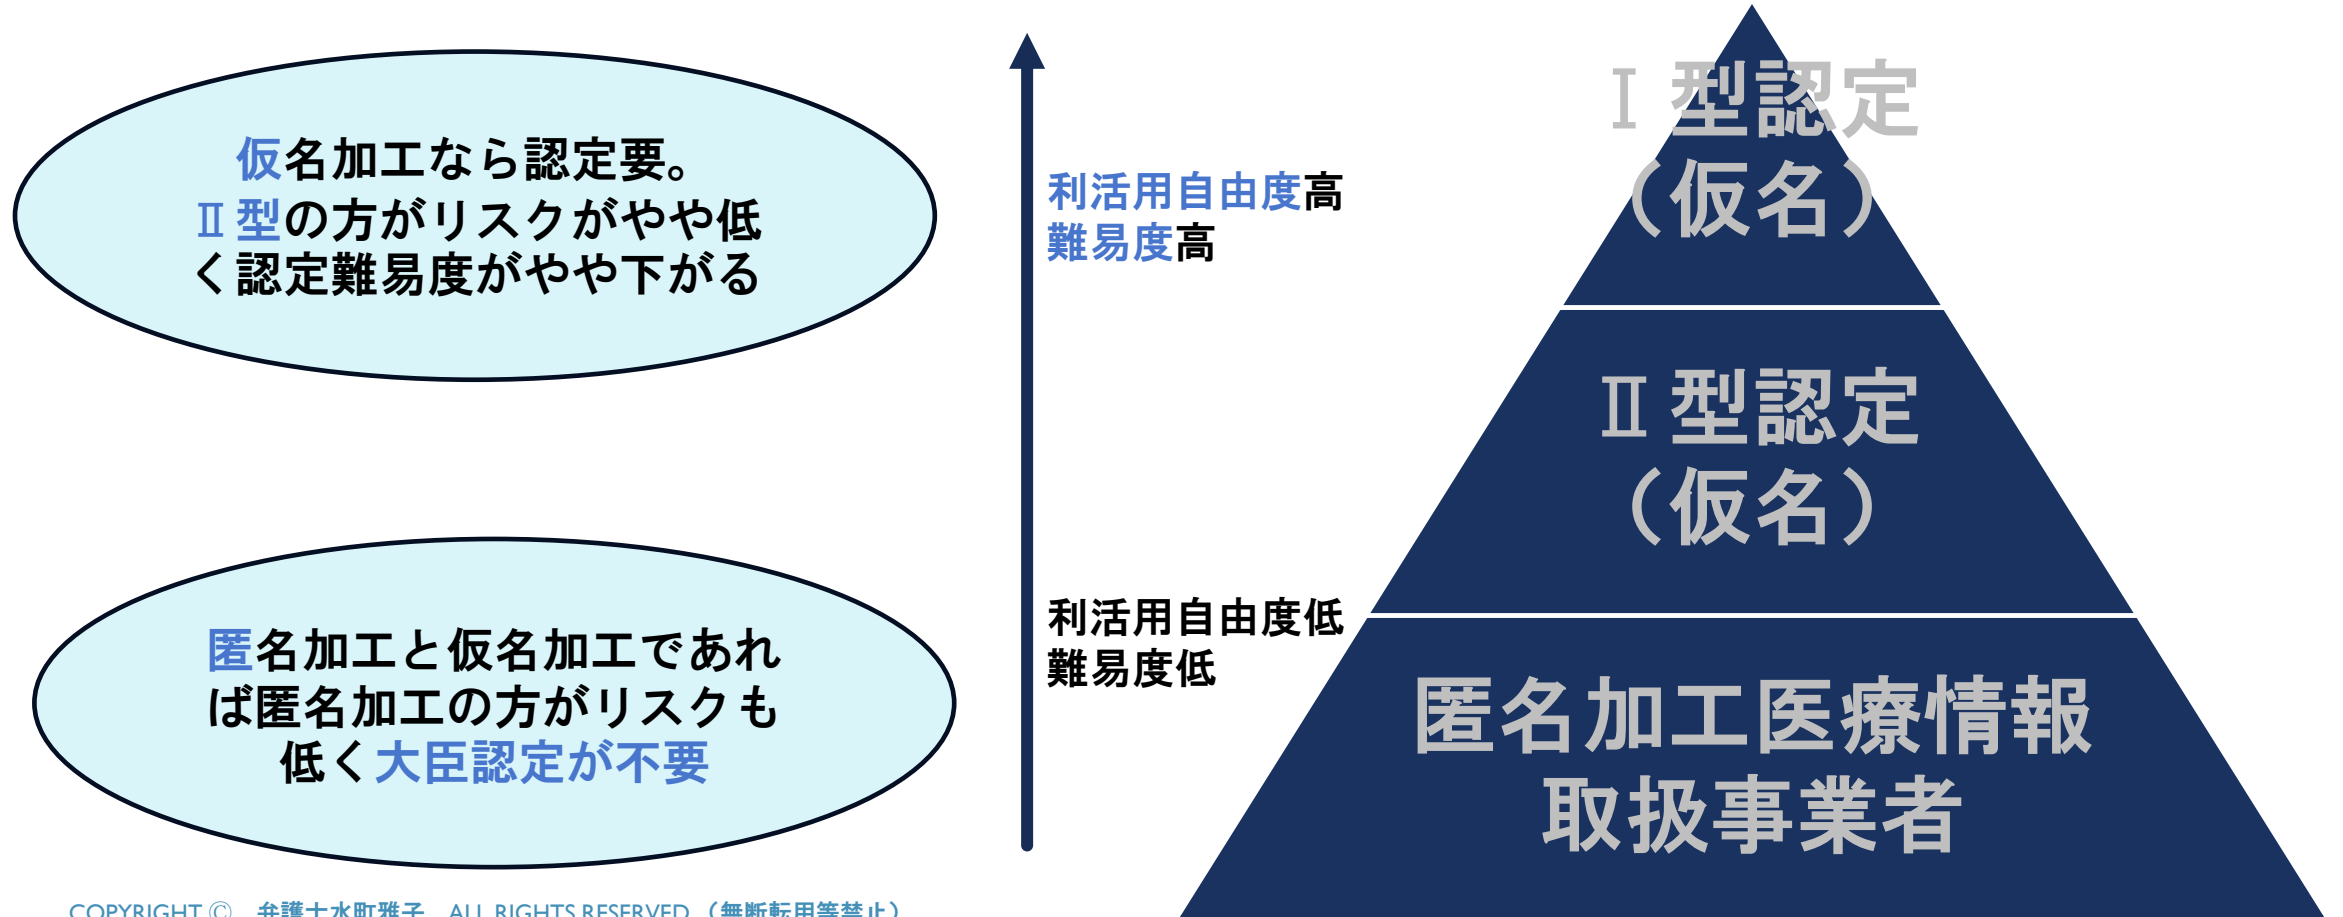 仮名加工なら認定要。
Ⅱ型の方がリスクがやや低
く認定難易度がやや下がる
匿名加工と仮名加工であれ
ば匿名加工の方がリスクも
低く大臣認定が不要
利活用自由度高
難易度高
利活用自由度低
難易度低
Ⅰ型認定
（仮名）
Ⅱ型認定
（仮名）
匿名加工医療情報
取扱事業者
COPYRIGHT Ⓒ 弁護士水町雅子 ALL RIGHTS RESERVED （無断転用等禁止）